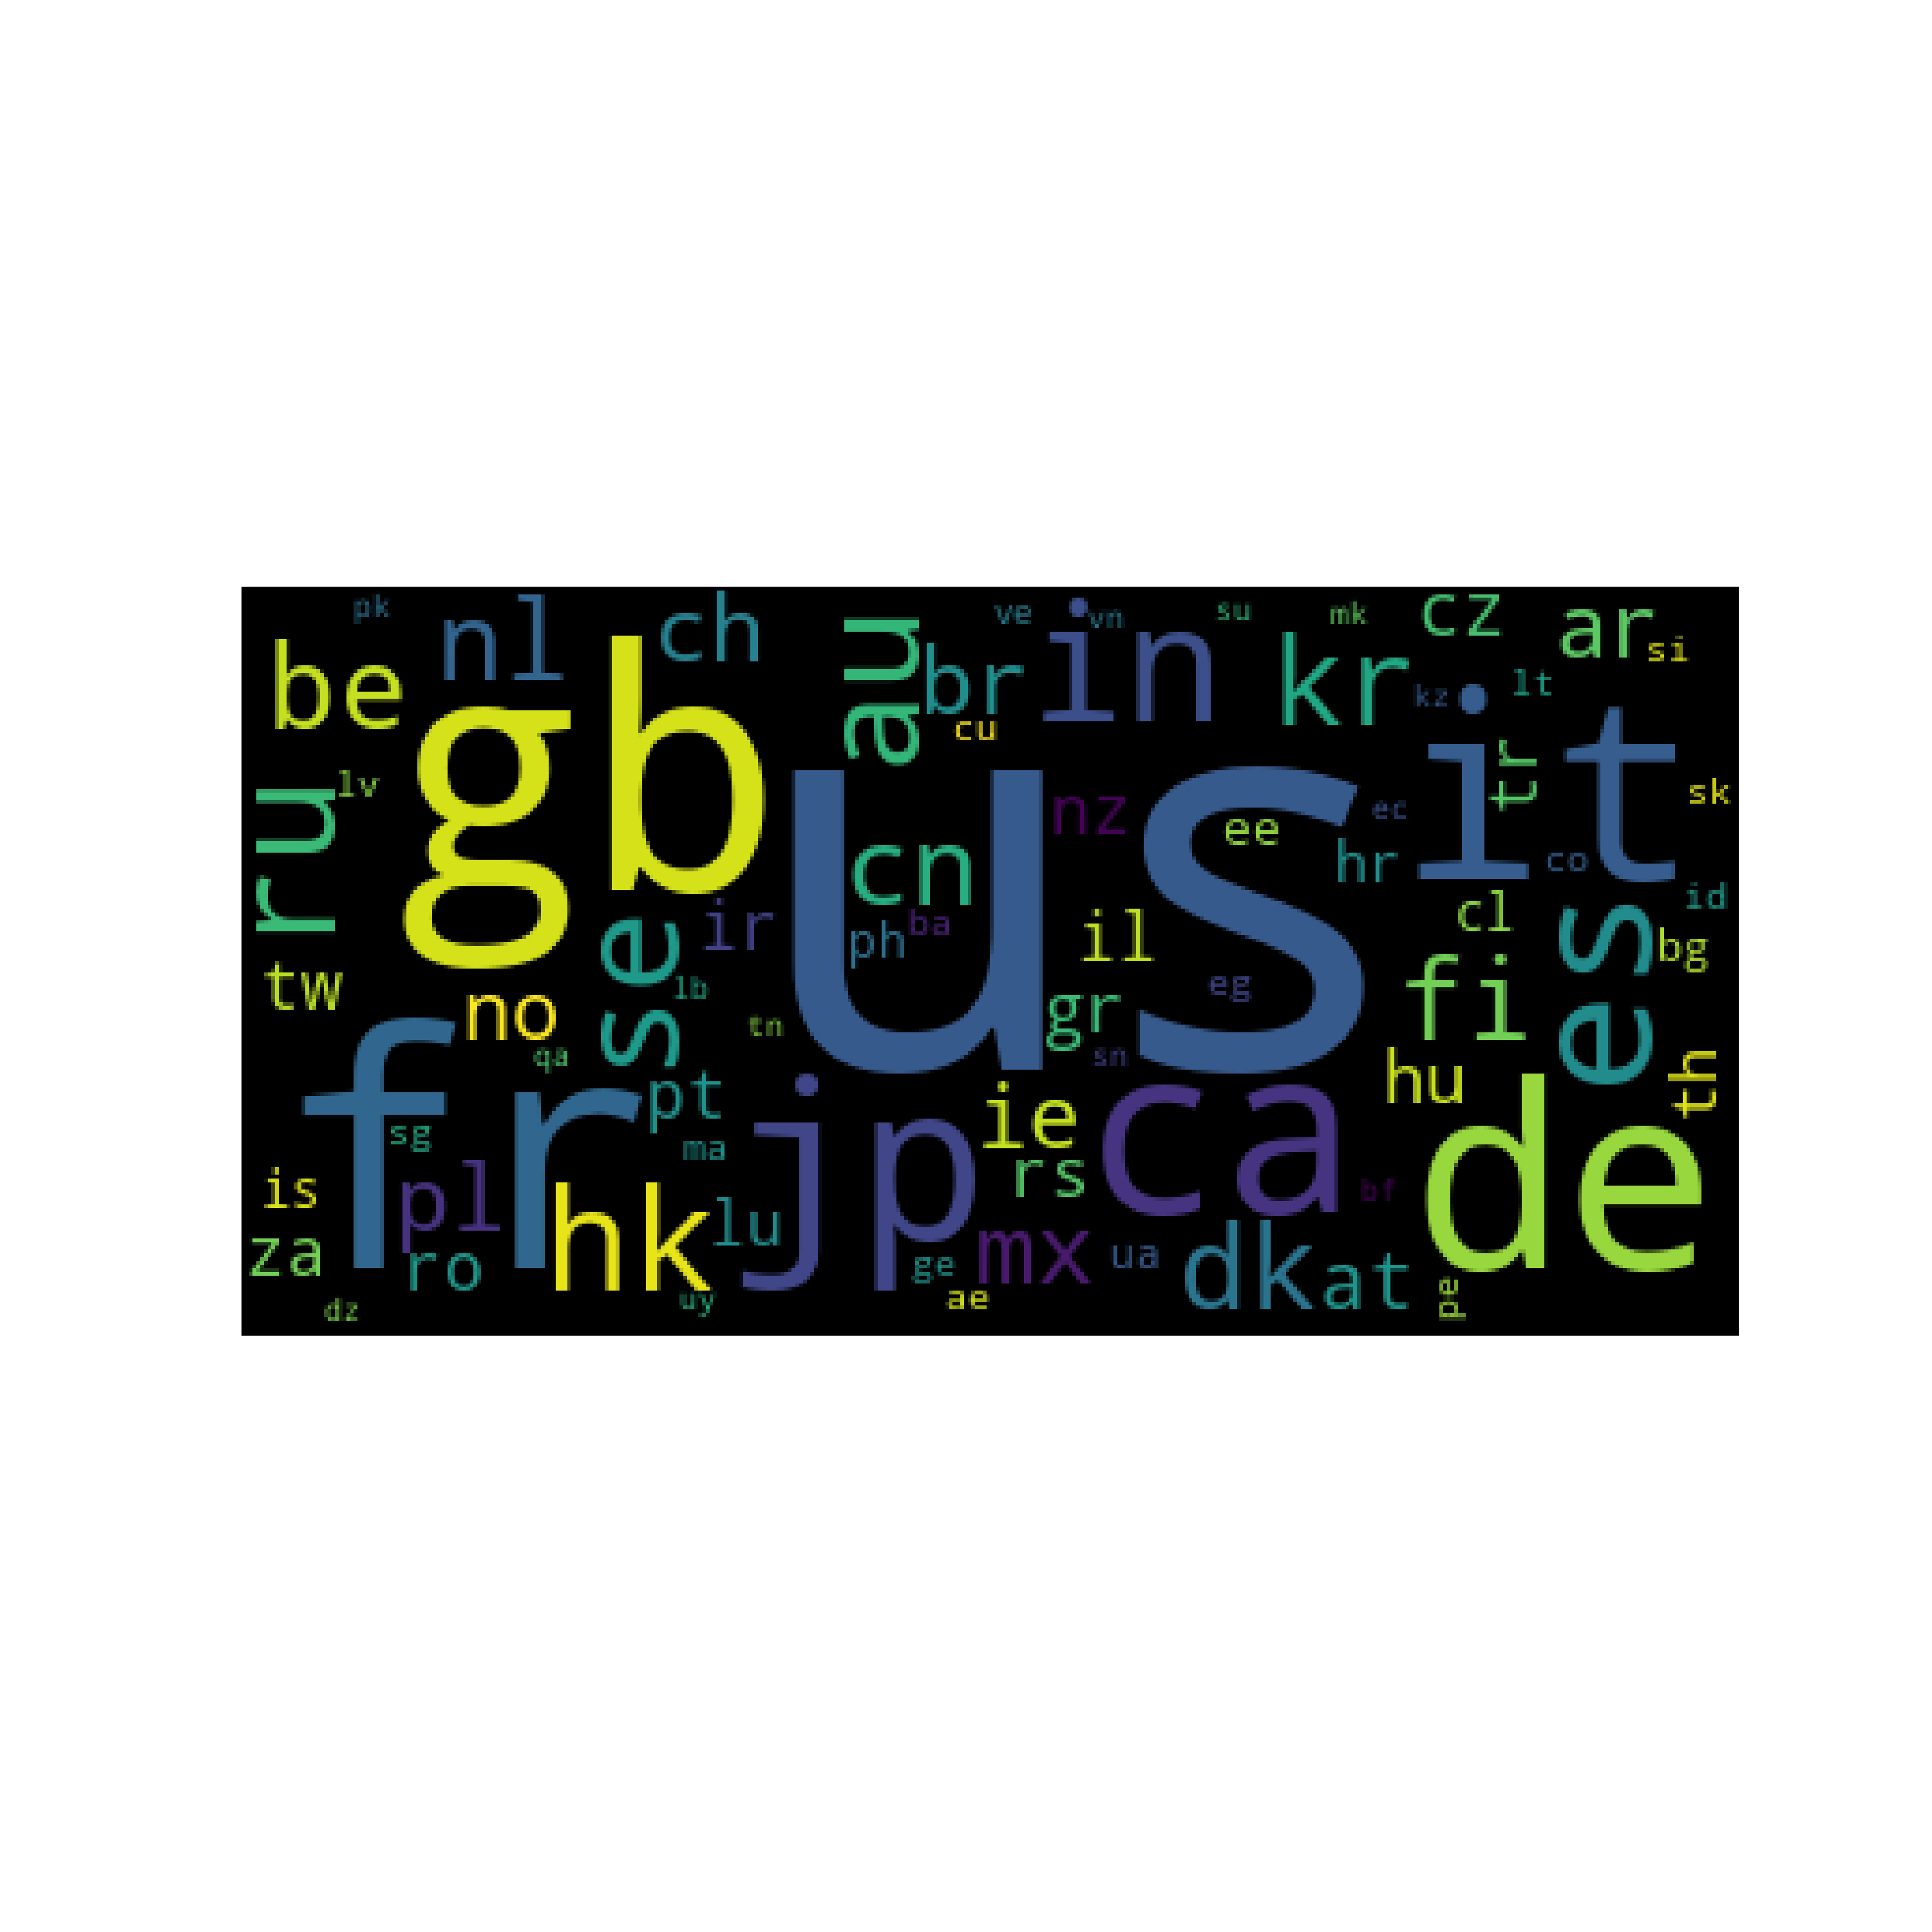 pk
nl
ch
au
ve
in
vn
su
mk
cz
ar
si
be
gb
br
cu
kr
kz
lt
it
tr
sk
ru
lv
us
nz
ee
ec
hr
co
id
cn
ir
ph
ba
il
cl
es
bg
tw
no
se
lb
tn
gr
eg
fi
qa
sn
hu
th
fr
pt
jp
ie
ca
de
sg
ma
rs
bf
is
pl
hk
lu
za
ro
ge
mx
ua
dk
at
pe
dz
uy
ae